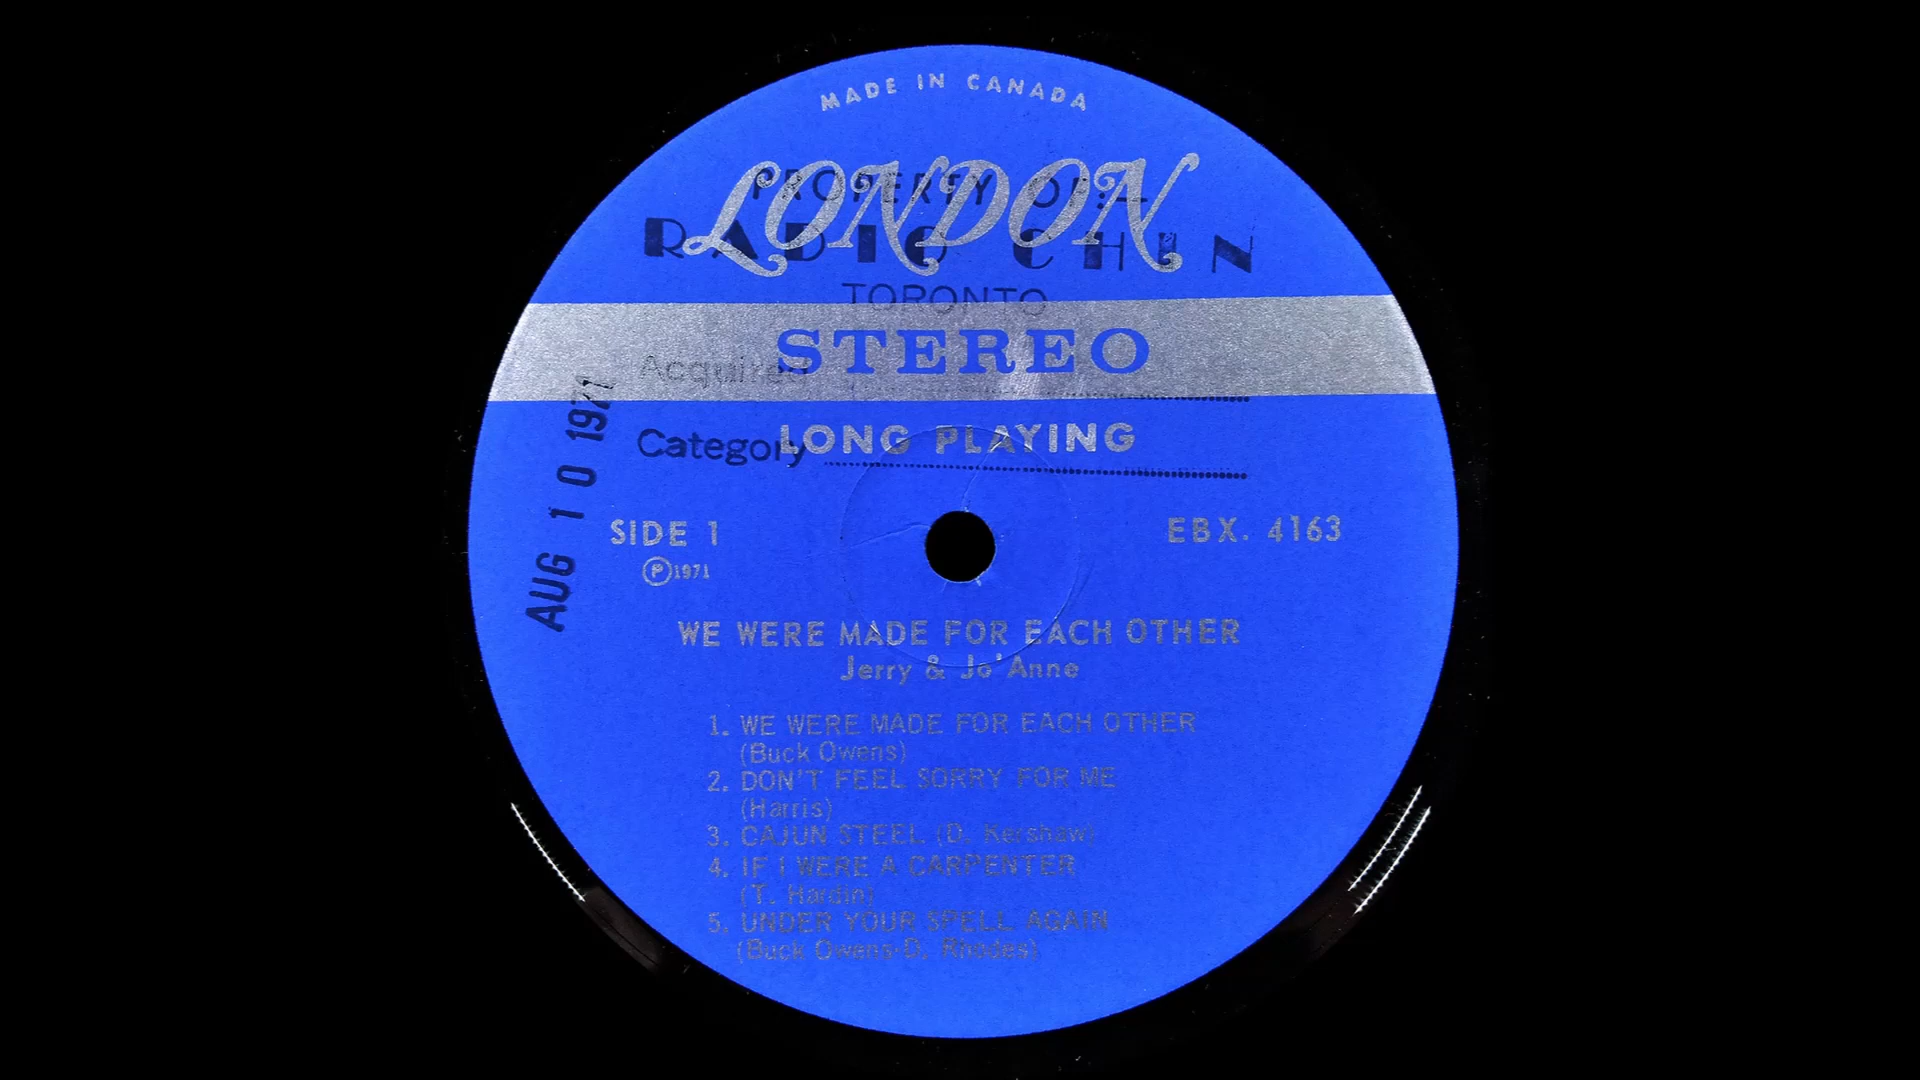 MADE IN CANADA
LONDON
PROPERTY OF:—
RADIO CHIN
TORONTO
STEREO
Acquired
LONG PLAYING
Category
AUG 10 1971
SIDE 1
EBX. 4163
Ⓟ1971
WE WERE MADE FOR EACH OTHER
Jerry & Jo'Anne
1. WE WERE MADE FOR EACH OTHER
(Buck Owens)
2. DON'T FEEL SORRY FOR ME
(Harris)
3. CAJUN STEEL (D. Kershaw)
4. IF I WERE A CARPENTER
(T. Hardin)
5. UNDER YOUR SPELL AGAIN
(Buck Owens-D. Rhodes)